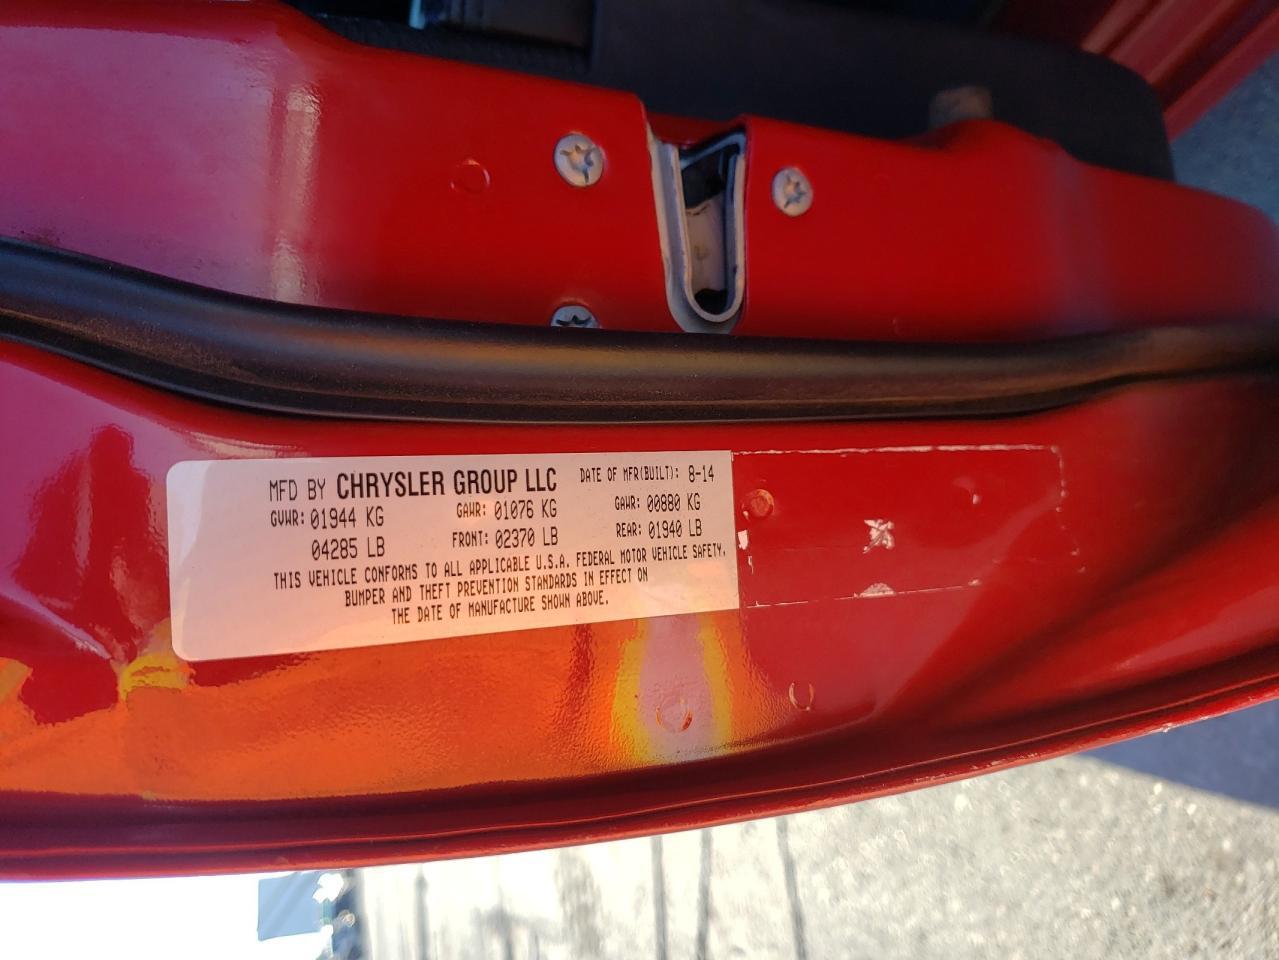 MFD BY CHRYSLER GROUP LLC DATE OF MFR(BUILT): 8-14
GVWR: 01944 KG GAWR: 01076 KG GAWR: 00880 KG
04285 LB FRONT: 02370 LB REAR: 01940 LB
THIS VEHICLE CONFORMS TO ALL APPLICABLE U.S.A. FEDERAL MOTOR VEHICLE SAFETY,
BUMPER AND THEFT PREVENTION STANDARDS IN EFFECT ON
THE DATE OF MANUFACTURE SHOWN ABOVE.